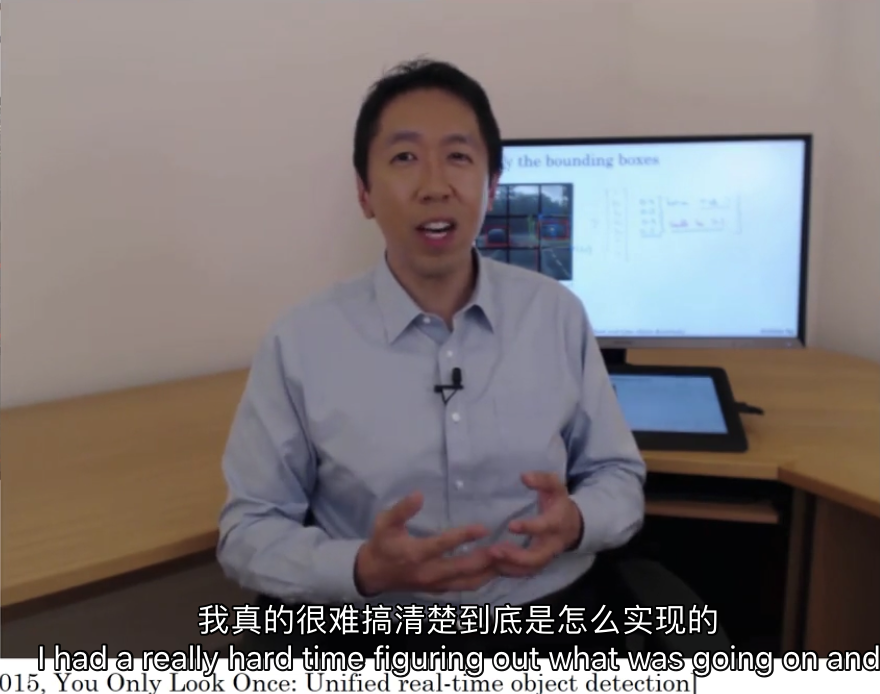 y the bounding boxes
我真的很难搞清楚到底是怎么实现的
I had a really hard time figuring out what was going on and
015, You Only Look Once: Unified real-time object detection]